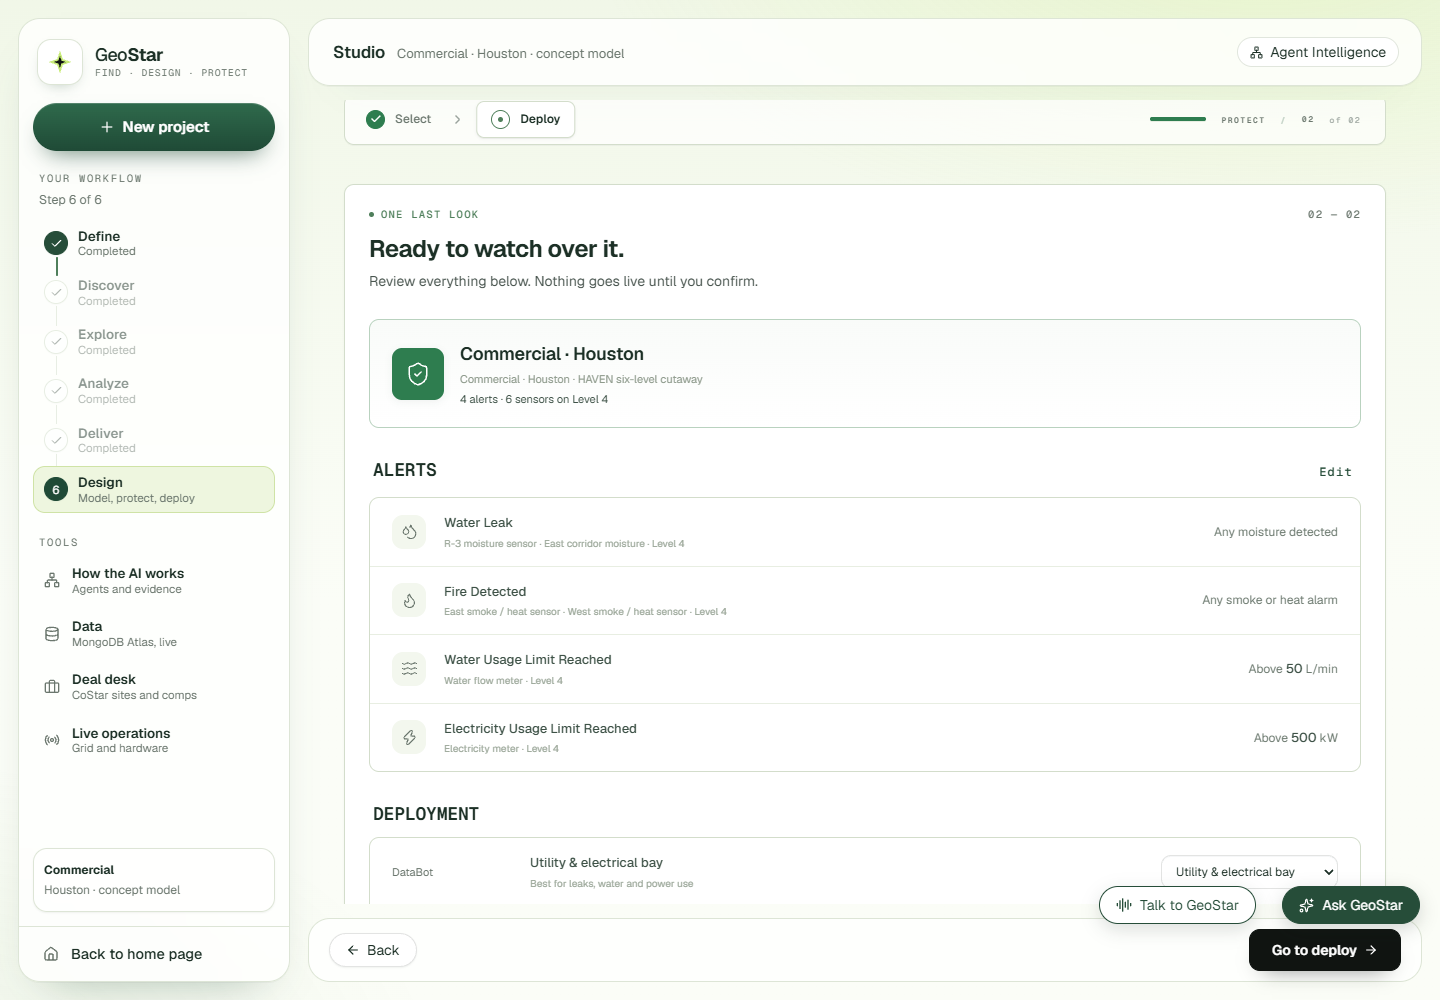 GeoStar
FIND · DESIGN · PROTECT
New project
YOUR WORKFLOW
Step 6 of 6
Define
Completed
Discover
Completed
Explore
Completed
Analyze
Completed
Deliver
Completed
6
Design
Model, protect, deploy
TOOLS
How the AI works
Agents and evidence
Data
MongoDB Atlas, live
Deal desk
CoStar sites and comps
Live operations
Grid and hardware
Commercial
Houston · concept model
Back to home page
Studio Commercial · Houston · concept model
Agent Intelligence
Select
Deploy
PROTECT / 02 of 02
ONE LAST LOOK
02 — 02
Ready to watch over it.
Review everything below. Nothing goes live until you confirm.
Commercial · Houston
Commercial · Houston · HAVEN six-level cutaway
4 alerts · 6 sensors on Level 4
ALERTS
Edit
Water Leak
R-3 moisture sensor · East corridor moisture · Level 4
Any moisture detected
Fire Detected
East smoke / heat sensor · West smoke / heat sensor · Level 4
Any smoke or heat alarm
Water Usage Limit Reached
Water flow meter · Level 4
Above 50 L/min
Electricity Usage Limit Reached
Electricity meter · Level 4
Above 500 kW
DEPLOYMENT
DataBot
Utility & electrical bay
Best for leaks, water and power use
Utility & electrical bay
Talk to GeoStar
Ask GeoStar
Back
Go to deploy